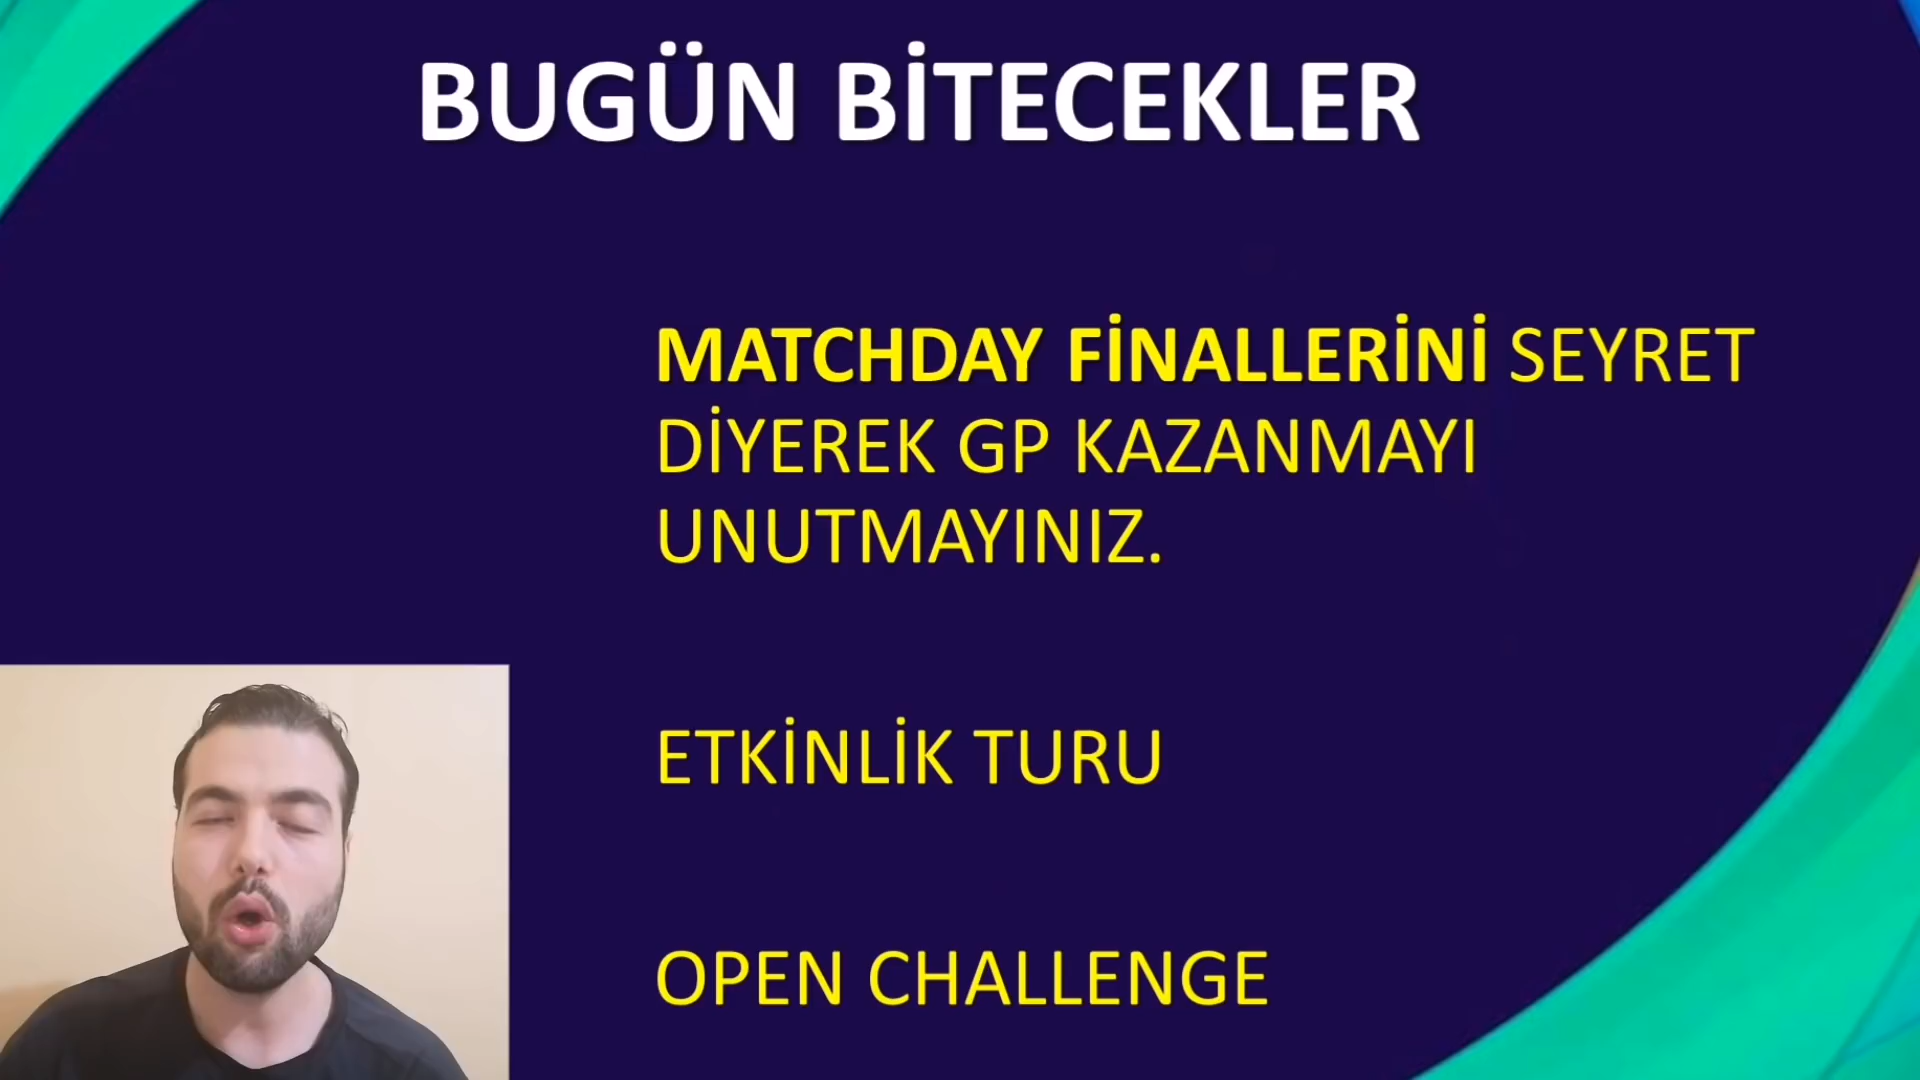 BUGÜN BİTECEKLER
MATCHDAY FİNALLERİNİ SEYRET
DİYEREK GP KAZANMAYI
UNUTMAYINIZ.
ETKİNLİK TURU
OPEN CHALLENGE